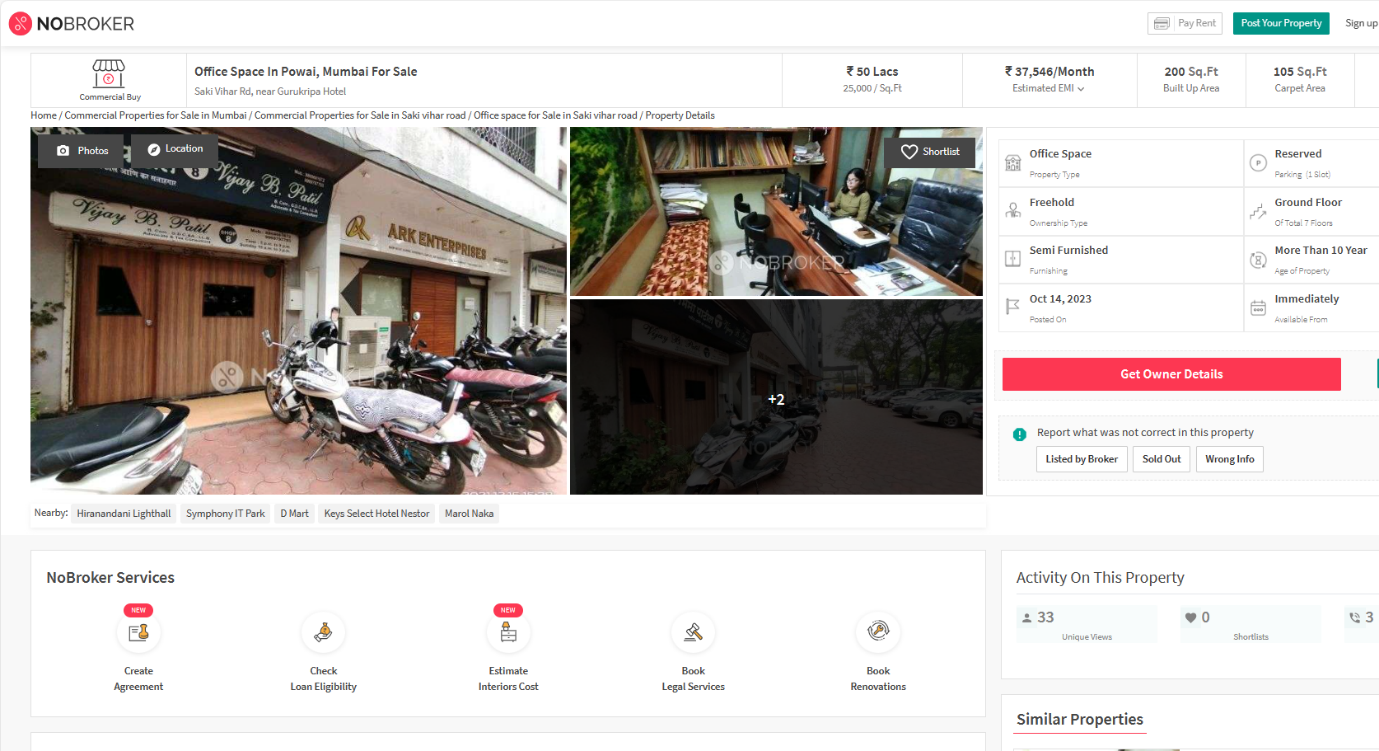 NOBROKER
Pay Rent
Post Your Property
Sign up
Commercial Buy
Office Space In Powai, Mumbai For Sale
Saki Vihar Rd, near Gurukripa Hotel
₹ 50 Lacs
25,000 / Sq.Ft
₹ 37,546/Month
Estimated EMI
200 Sq.Ft
Built Up Area
105 Sq.Ft
Carpet Area
Home / Commercial Properties for Sale in Mumbai / Commercial Properties for Sale in Saki vihar road / Office space for Sale in Saki vihar road / Property Details
Photos
Location
Shortlist
8
Vijay B. Patil
Vijay B. Patil
SHOP
8
ARK ENTERPRISES
NOBROKER
+2
Office Space
Property Type
Reserved
Parking (1 Slot)
Freehold
Ownership Type
Ground Floor
Of Total 7 Floors
Semi Furnished
Furnishing
More Than 10 Year
Age of Property
Oct 14, 2023
Posted On
Immediately
Available From
Get Owner Details
Report what was not correct in this property
Listed by Broker
Sold Out
Wrong Info
Nearby:
Hiranandani Lighthall
Symphony IT Park
D Mart
Keys Select Hotel Nestor
Marol Naka
NoBroker Services
NEW
Create
Agreement
Check
Loan Eligibility
NEW
Estimate
Interiors Cost
Book
Legal Services
Book
Renovations
Activity On This Property
33
Unique Views
0
Shortlists
3
Similar Properties